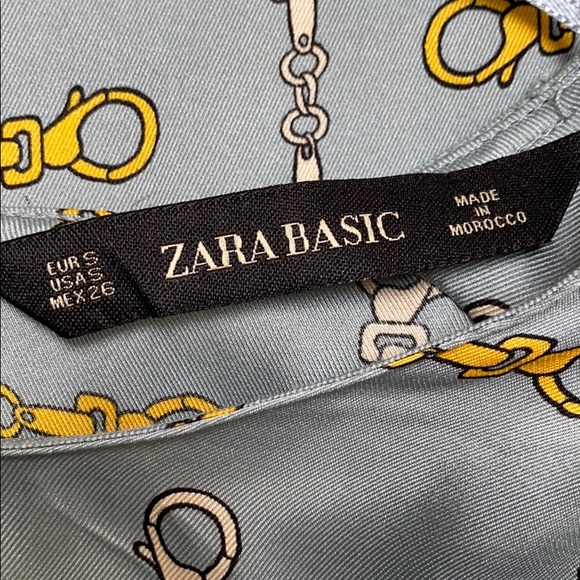 EUR S
USA S
MEX 26
ZARA BASIC
MADE
IN
MOROCCO